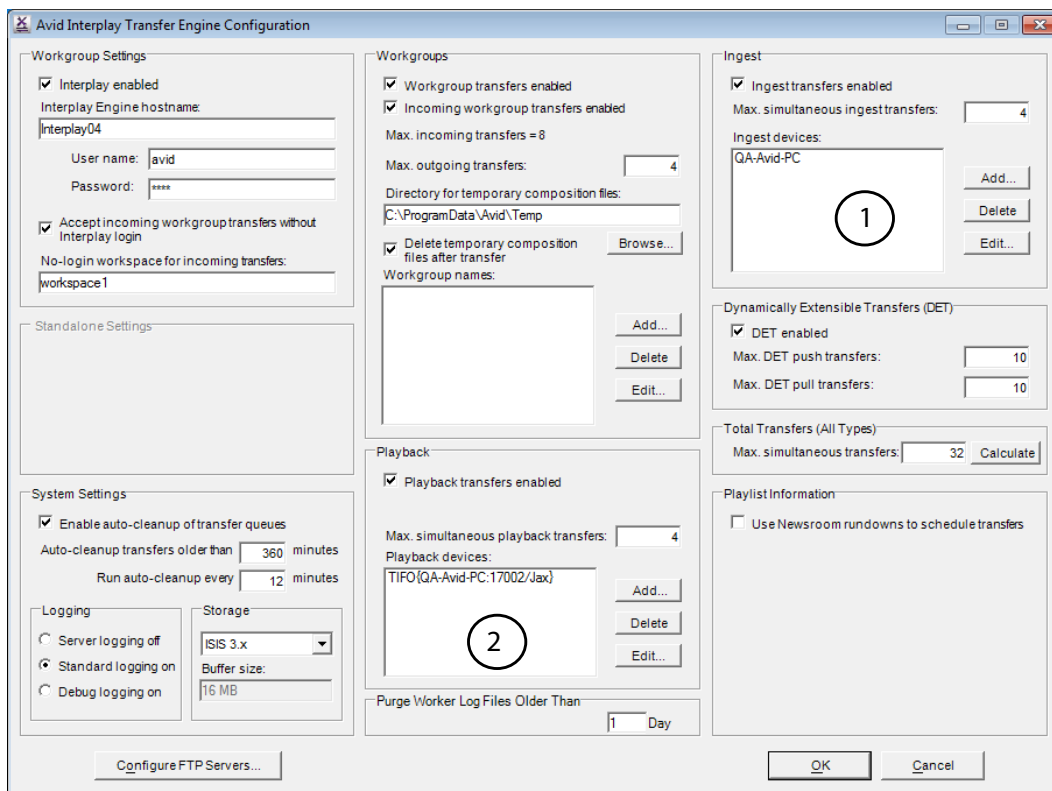 Avid Interplay Transfer Engine Configuration
Workgroup Settings
Interplay enabled
Interplay Engine hostname:
Interplay04
User name: avid
Password: ****
Accept incoming workgroup transfers without
Interplay login
No-login workspace for incoming transfers:
workspace1
Standalone Settings
System Settings
Enable auto-cleanup of transfer queues
Auto-cleanup transfers older than 360 minutes
Run auto-cleanup every 12 minutes
Logging
Server logging off
Standard logging on
Debug logging on
Storage
ISIS 3.x
Buffer size:
16 MB
Configure FTP Servers...
Workgroups
Workgroup transfers enabled
Incoming workgroup transfers enabled
Max. incoming transfers = 8
Max. outgoing transfers: 4
Directory for temporary composition files:
C:\ProgramData\Avid\Temp
Delete temporary composition
files after transfer
Browse...
Workgroup names:
Add...
Delete
Edit...
Playback
Playback transfers enabled
Max. simultaneous playback transfers: 4
Playback devices:
TIFO{QA-Avid-PC:17002/Jax}
2
Add...
Delete
Edit...
Purge Worker Log Files Older Than
1 Day
Ingest
Ingest transfers enabled
Max. simultaneous ingest transfers: 4
Ingest devices:
QA-Avid-PC
1
Add...
Delete
Edit...
Dynamically Extensible Transfers (DET)
DET enabled
Max. DET push transfers: 10
Max. DET pull transfers: 10
Total Transfers (All Types)
Max. simultaneous transfers: 32 Calculate
Playlist Information
Use Newsroom rundowns to schedule transfers
OK
Cancel